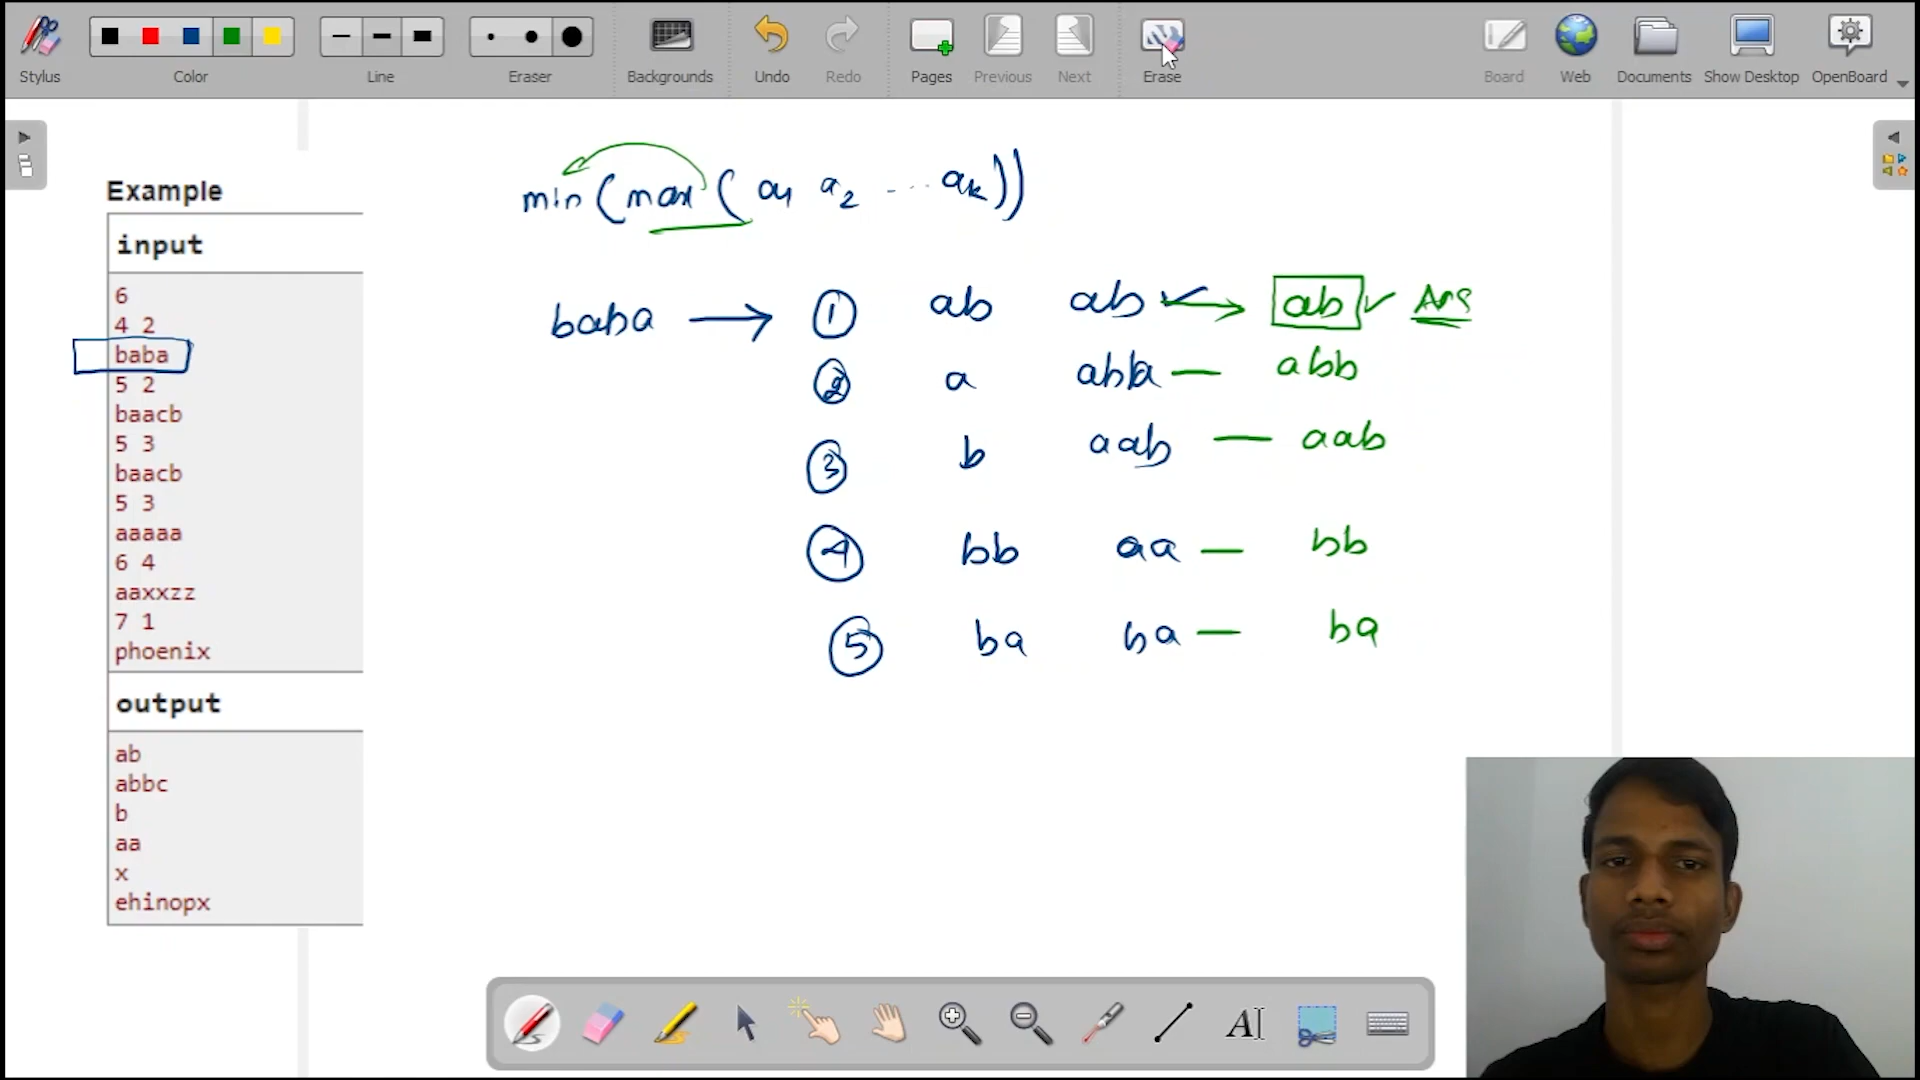 Stylus Color Line Eraser Backgrounds Undo Redo Pages Previous Next Erase Board Web Documents Show Desktop OpenBoard
Example
input
6
4 2
baba
5 2
baacb
5 3
baacb
5 3
aaaaa
6 4
aaxxzz
7 1
phoenix
output
ab
abbc
b
aa
x
ehinopx
min(max(a1 a2 ... ak))
baba → 1 ab ab ✓→ ab ✓ Ans
2 a abba — abb
3 b aab — aab
4 bb aa — bb
5 ba ba — ba